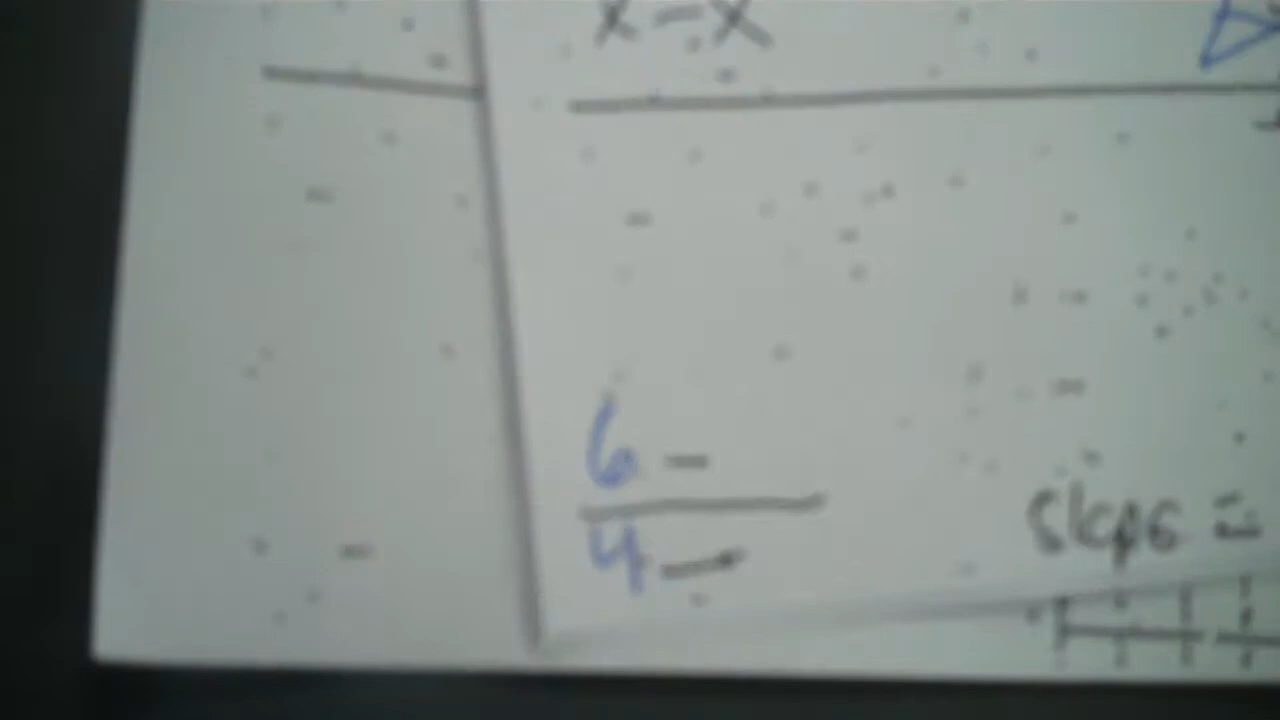 x - x
6 -
4 -
Slope =